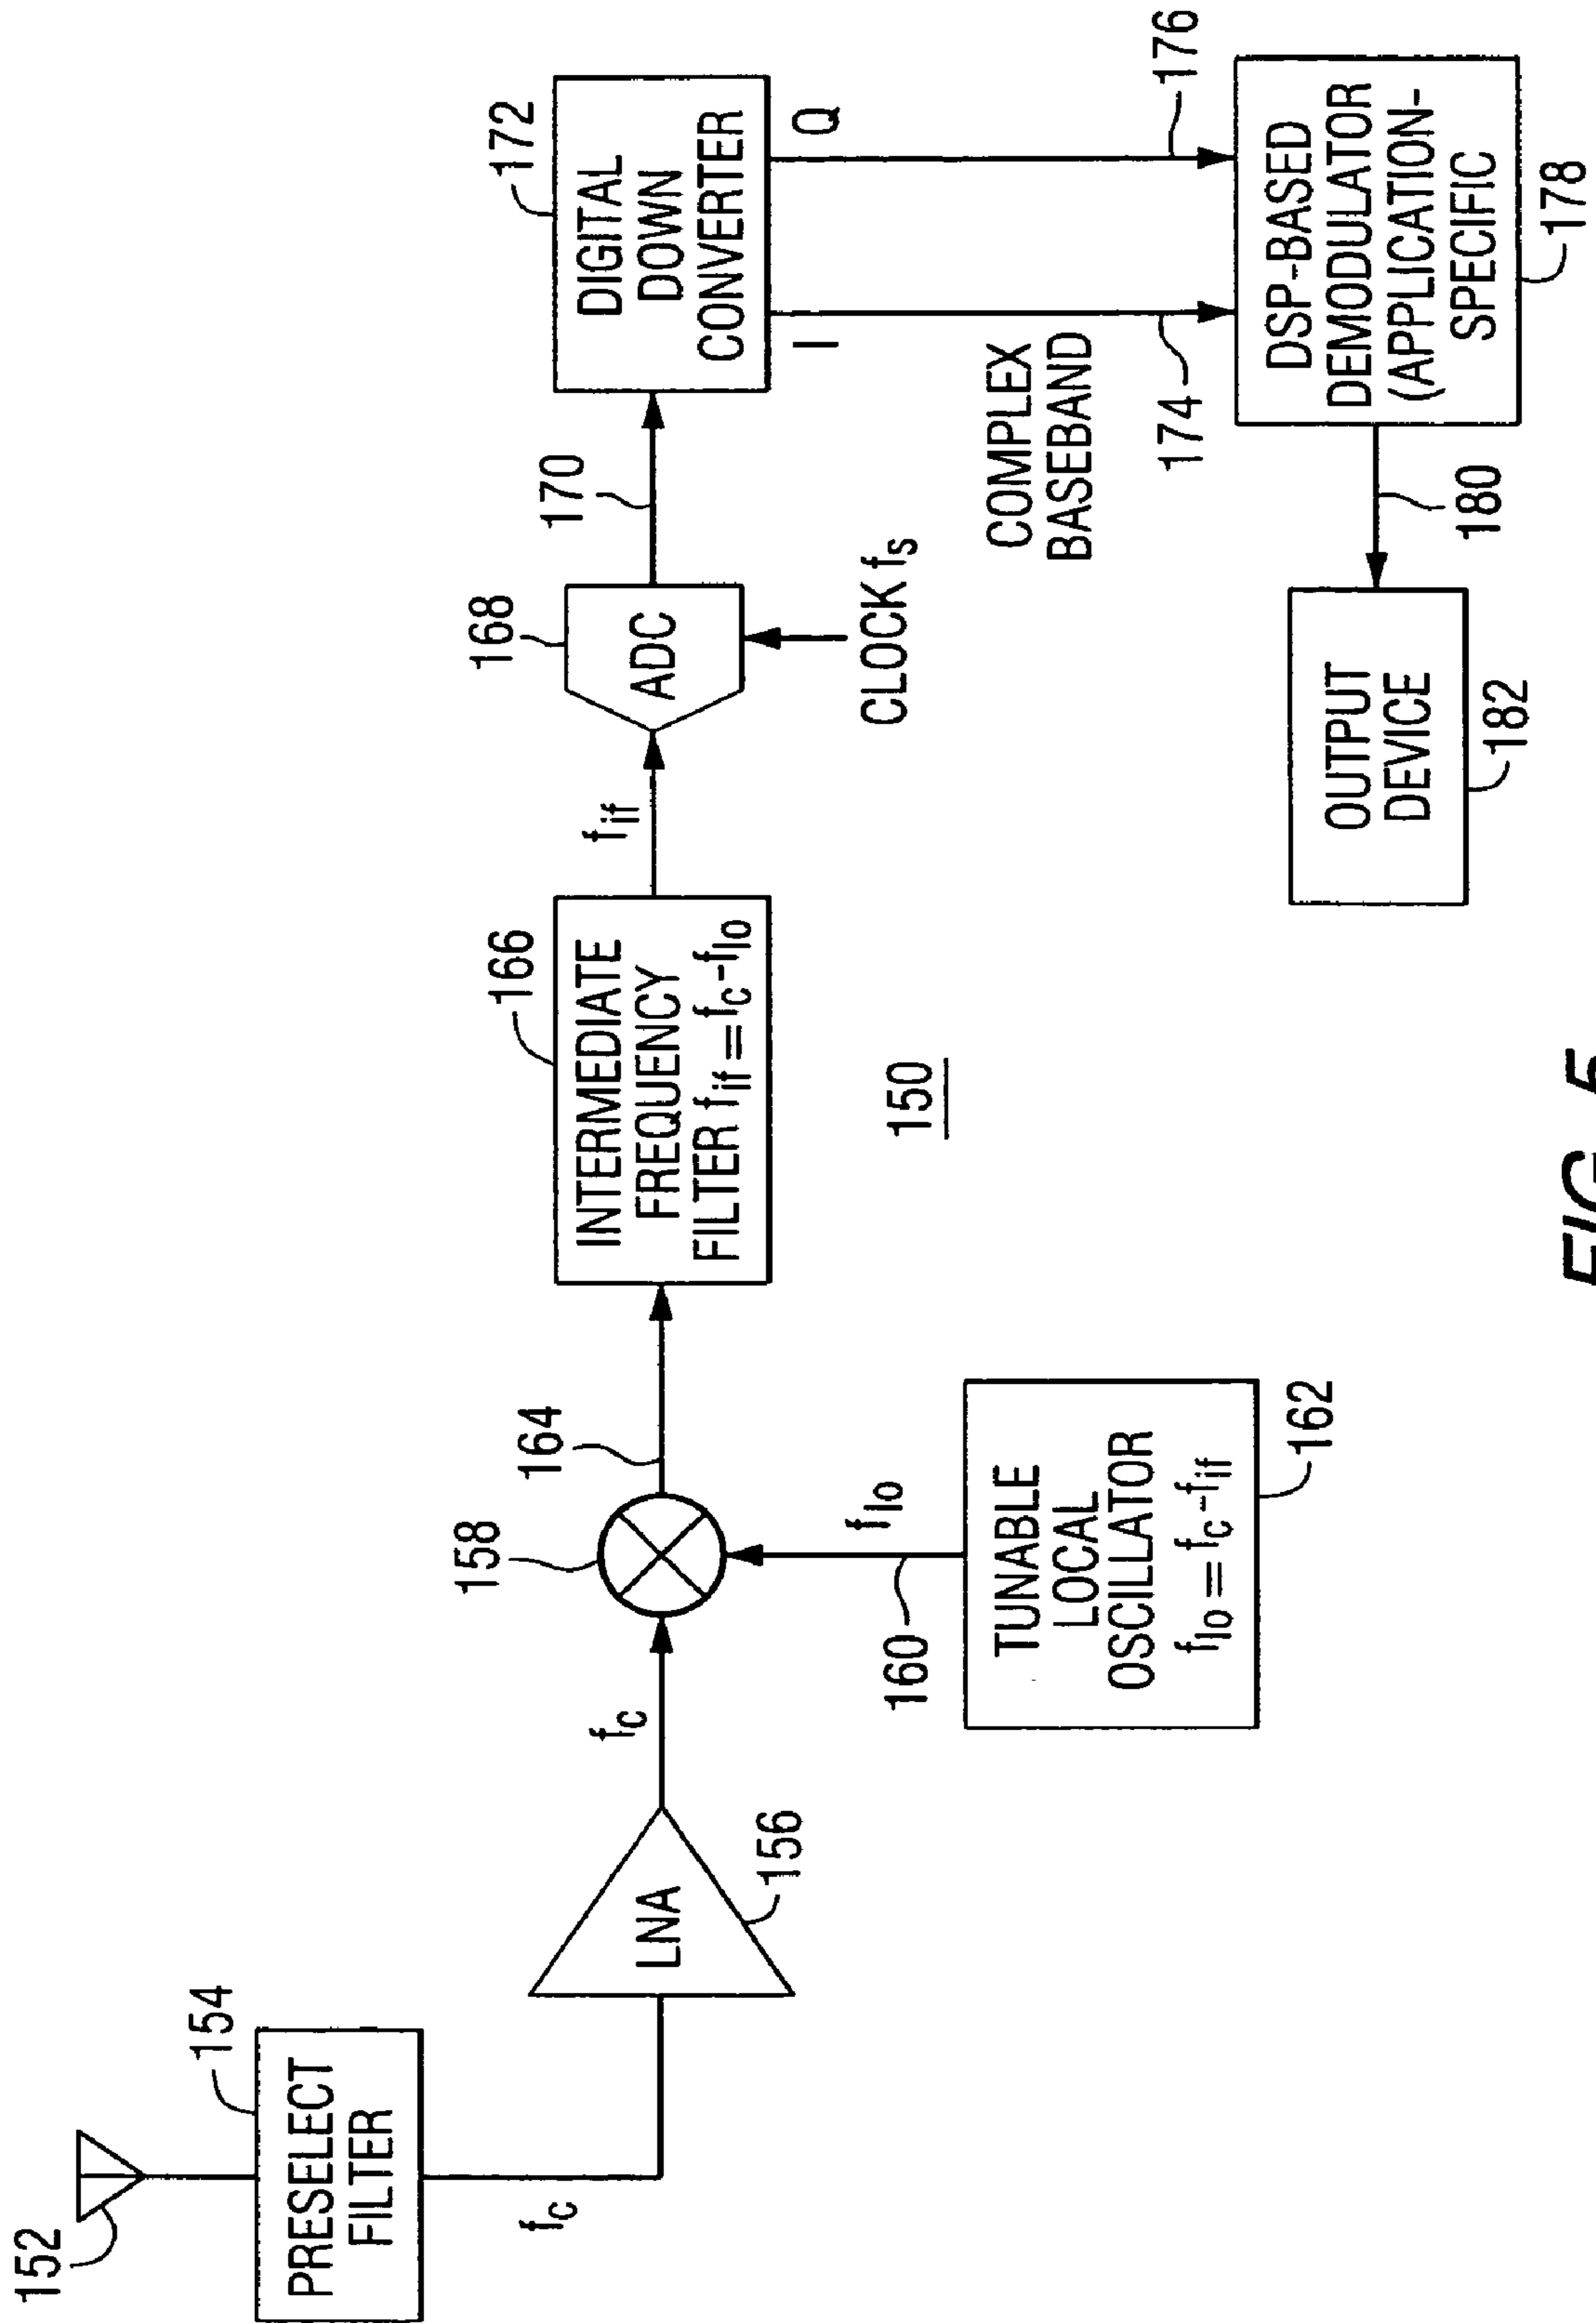 152
154
PRESELECT
FILTER
f_c
LNA
156
f_c
158
164
160
f_lo
TUNABLE
LOCAL
OSCILLATOR
f_lo = f_c - f_if
162
166
INTERMEDIATE
FREQUENCY
FILTER f_if = f_c - f_lo
f_if
168
ADC
CLOCK f_s
170
172
DIGITAL
DOWN
CONVERTER
I
Q
COMPLEX
BASEBAND
174
176
DSP-BASED
DEMODULATOR
(APPLICATION-
SPECIFIC
178
180
OUTPUT
DEVICE
182
150
FIG. 5